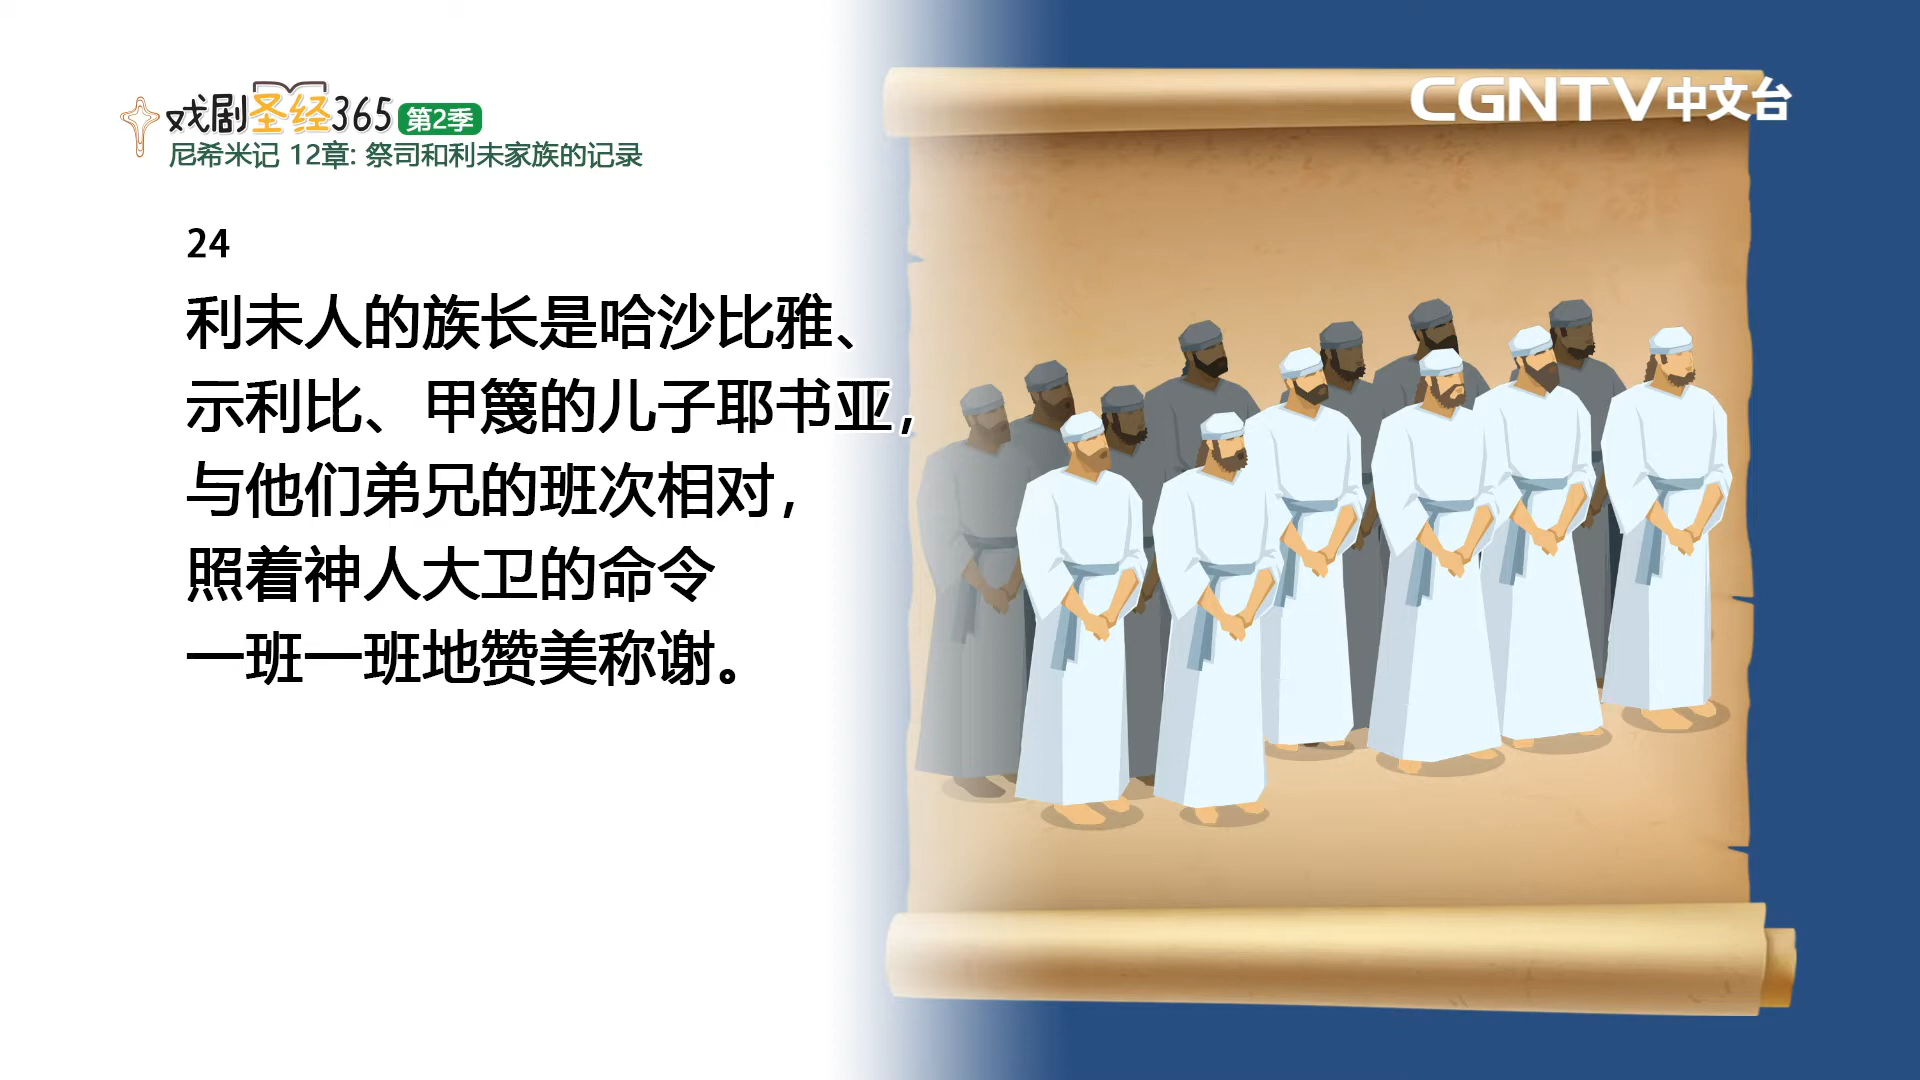 戏剧圣经365 第2季
CGNTV中文台
尼希米记 12章: 祭司和利未家族的记录
24
利未人的族长是哈沙比雅、
示利比、甲篾的儿子耶书亚,
与他们弟兄的班次相对,
照着神人大卫的命令
一班一班地赞美称谢。